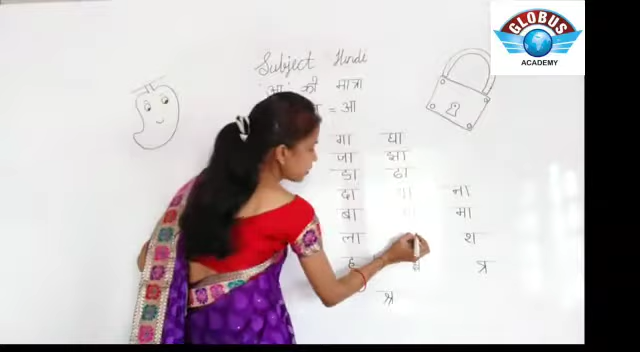 GLOBUS
ACADEMY
Subject Hindi
'आ' की मात्रा
= आ
गा घा
जा झा
डा ढा
दा ना
बा मा
ला श
ह त्र
श्र